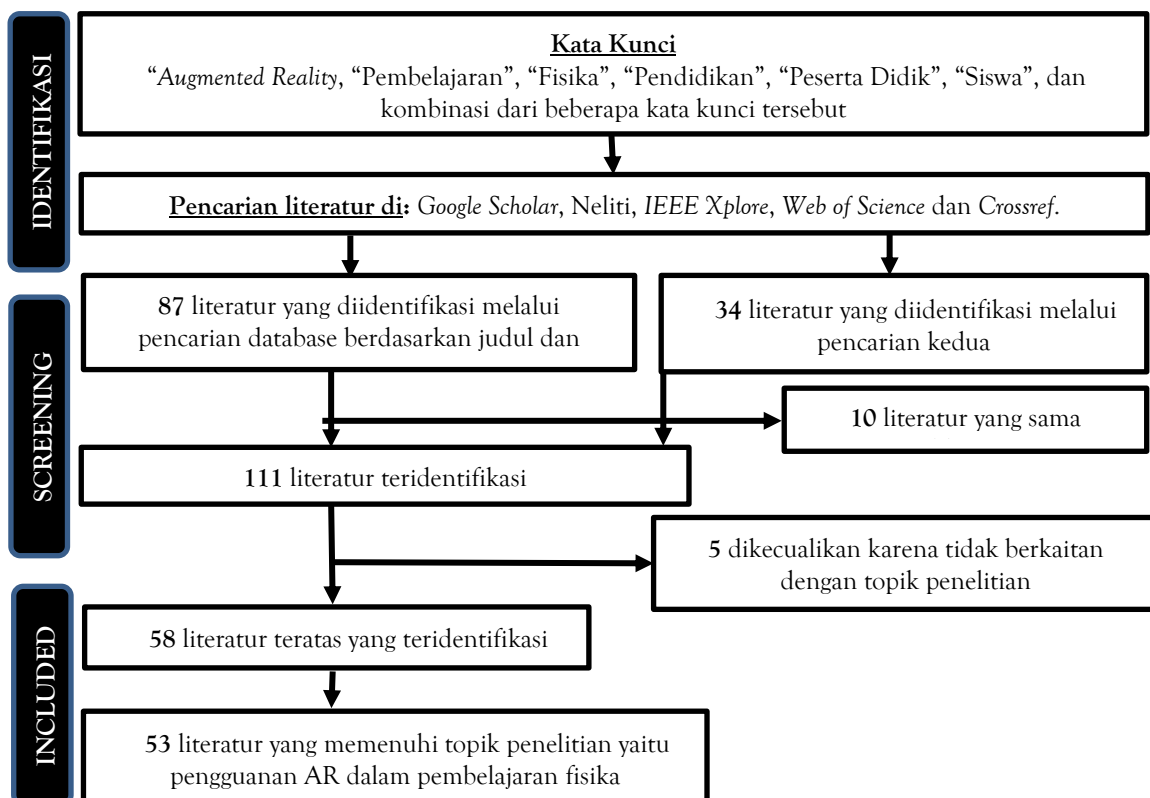 IDENTIFIKASI
Kata Kunci
“Augmented Reality, “Pembelajaran”, “Fisika”, “Pendidikan”, “Peserta Didik”, “Siswa”, dan
kombinasi dari beberapa kata kunci tersebut
Pencarian literatur di: Google Scholar, Neliti, IEEE Xplore, Web of Science dan Crossref.
SCREENING
87 literatur yang diidentifikasi melalui
pencarian database berdasarkan judul dan
34 literatur yang diidentifikasi melalui
pencarian kedua
10 literatur yang sama
111 literatur teridentifikasi
5 dikecualikan karena tidak berkaitan
dengan topik penelitian
INCLUDED
58 literatur teratas yang teridentifikasi
53 literatur yang memenuhi topik penelitian yaitu
pengguanan AR dalam pembelajaran fisika